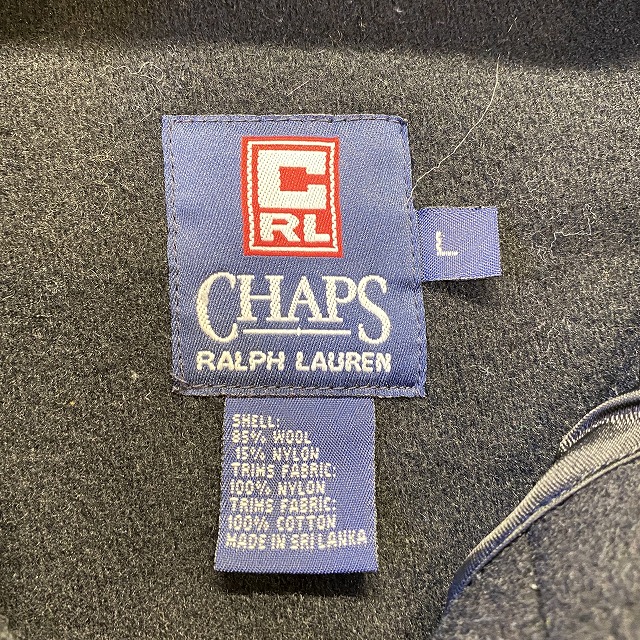 C
RL
CHAPS
RALPH LAUREN
L
SHELL:
85% WOOL
15% NYLON
TRIMS FABRIC:
100% NYLON
TRIMS FABRIC:
100% COTTON
MADE IN SRI LANKA